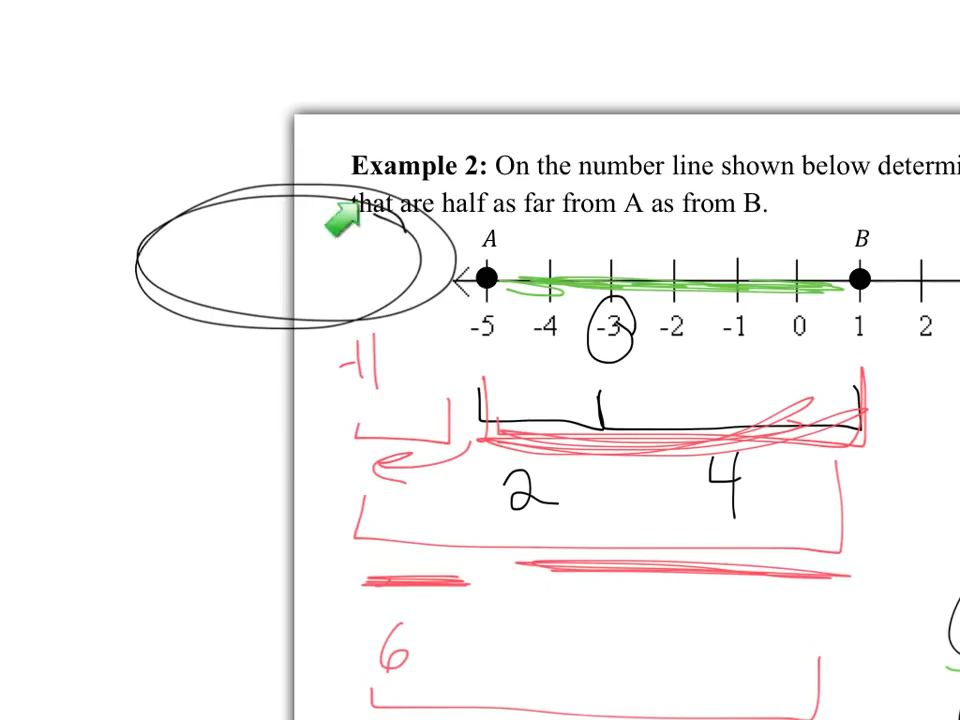 Example 2: On the number line shown below determi
that are half as far from A as from B.
A B
-5 -4 -3 -2 -1 0 1 2
-11
2 4
6